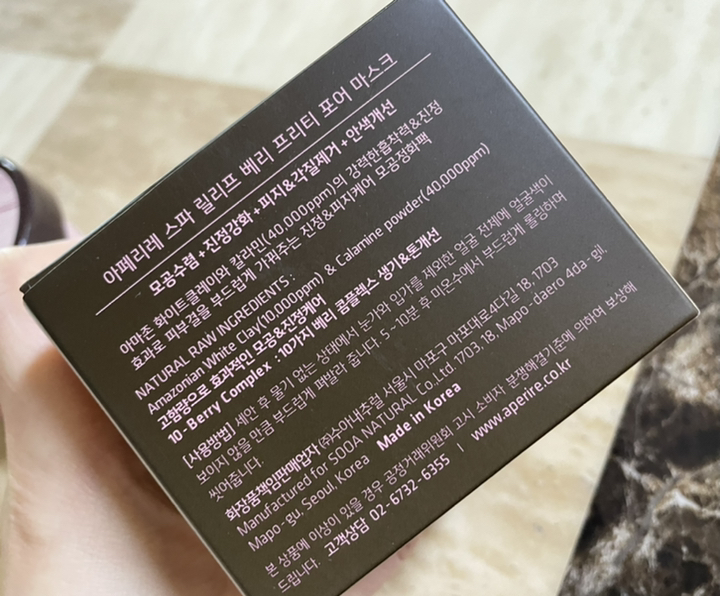 아페리레 스파 릴리프 베리 프리티 포어 마스크
모공수렴 + 진정강화 + 피지&각질제거 + 안색개선
아마존 화이트클레이와 칼라민(40,000ppm)의 강력한흡착력&진정
효과로 피부결을 부드럽게 가꿔주는 진정&피지케어 모공정화팩
NATURAL RAW INGREDIENTS :
Amazonian White Clay(10,000ppm) & Calamine powder(40,000ppm)
고함량으로 효과적인 모공&진정케어
10- Berry Complex :10가지 베리 콤플렉스 생기&톤개선
[사용방법] 세안 후 물기 없는 상태에서 눈가와 입가를 제외한 얼굴 전체에 얼굴색이
보이지 않을 만큼 부드럽게 펴발라 줍니다. 5~10분 후 미온수에서 부드럽게 롤링하며
씻어줍니다.
화장품책임판매업자 (주)수아내추럴 서울시 마포구 마포대로4다길 18, 1703
Manufactured for SOOA NATURAL Co.,Ltd. 1703, 18, Mapo-daero 4da-gil,
Mapo-gu, Seoul, Korea Made in Korea
본 상품에 이상이 있을 경우 공정거래위원회 고시 소비자 분쟁해결기준에 의하여 보상해
드립니다. 고객상담 02-6732-6355 | www.aperire.co.kr